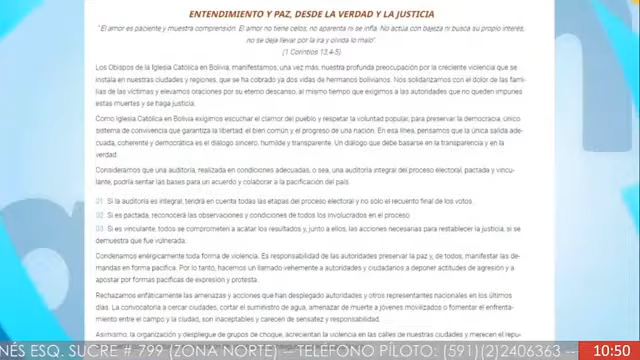 ENTENDIMIENTO Y PAZ, DESDE LA VERDAD Y LA JUSTICIA
"El amor es paciente y muestra comprensión. El amor no tiene celos, no aparenta ni se infla. No actúa con bajeza ni busca su propio interés,
no se deja llevar por la ira y olvida lo malo".
(1 Corintios 13,4-5)
Los Obispos de la Iglesia Católica en Bolivia, manifestamos, una vez más, nuestra profunda preocupación por la creciente violencia que se
instala en nuestras ciudades y regiones, que se ha cobrado ya dos vidas de hermanos bolivianos. Nos solidarizamos con el dolor de las fami-
lias de las víctimas y elevamos oraciones por su eterno descanso, al mismo tiempo que exigimos a las autoridades que no queden impunes
estas muertes y se haga justicia.
Como Iglesia Católica en Bolivia exigimos escuchar el clamor del pueblo y respetar la voluntad popular, para preservar la democracia, único
sistema de convivencia que garantiza la libertad, el bien común y el progreso de una nación. En esa línea, pensamos que la única salida ade-
cuada, coherente y democrática es el diálogo sincero, humilde y transparente. Un diálogo que debe basarse en la transparencia y en la
verdad.
Consideramos que una auditoría, realizada en condiciones adecuadas, o sea, una auditoría integral del proceso electoral, pactada y vincu-
lante, podría sentar las bases para un acuerdo y colaborar a la pacificación del país.
01. Si la auditoría es integral, tendrá en cuenta todas las etapas del proceso electoral y no sólo el recuento final de los votos.
02. Si es pactada, reconocerá las observaciones y condiciones de todos los involucrados en el proceso.
03. Si es vinculante, todos se comprometen a acatar los resultados y, junto a ellos, las acciones necesarias para restablecer la justicia, si se
demuestra que fue vulnerada.
Condenamos enérgicamente toda forma de violencia. Es responsabilidad de las autoridades preservar la paz y, de todos, manifestar las de-
mandas en forma pacífica. Por lo tanto, hacemos un llamado vehemente a autoridades y ciudadanía a deponer actitudes de agresión y a
apostar por formas pacíficas de expresión y protesta.
Rechazamos enfáticamente las amenazas y acciones que han desplegado autoridades y otros representantes nacionales en los últimos
días. La convocatoria a cercar ciudades, cortar el suministro de agua, amenazar de muerte a jóvenes movilizados o fomentar el enfrenta-
miento entre el campo y la ciudad, son inaceptables y carecen de sensatez y responsabilidad.
Asimismo, la organización y despliegue de grupos de choque, acrecientan la violencia en las calles de nuestras ciudades y merecen el repu-
NÉS ESQ. SUCRE # 799 (ZONA NORTE) – TELÉFONO PILOTO: (591)(2)2406363 –
10:50